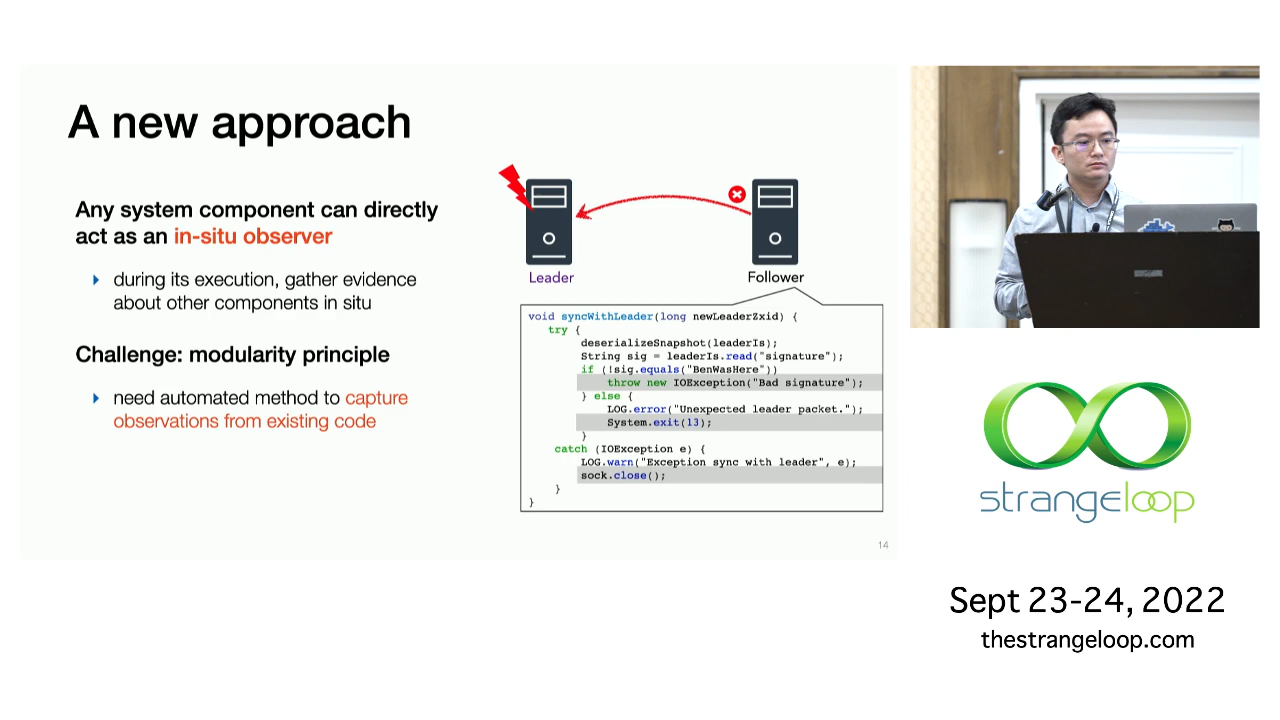 A new approach
Any system component can directly
act as an in-situ observer
during its execution, gather evidence
about other components in situ
Challenge: modularity principle
need automated method to capture
observations from existing code
Leader
Follower
void syncWithLeader(long newLeaderZxid) {
try {
deserializeSnapshot(leaderIs);
String sig = leaderIs.read("signature");
if (!sig.equals("BenWasHere"))
throw new IOException("Bad signature");
} else {
LOG.error("Unexpected leader packet.");
System.exit(13);
}
catch (IOException e) {
LOG.warn("Exception sync with leader", e);
sock.close();
}
}
14
strangeloop
Sept 23-24, 2022
thestrangeloop.com